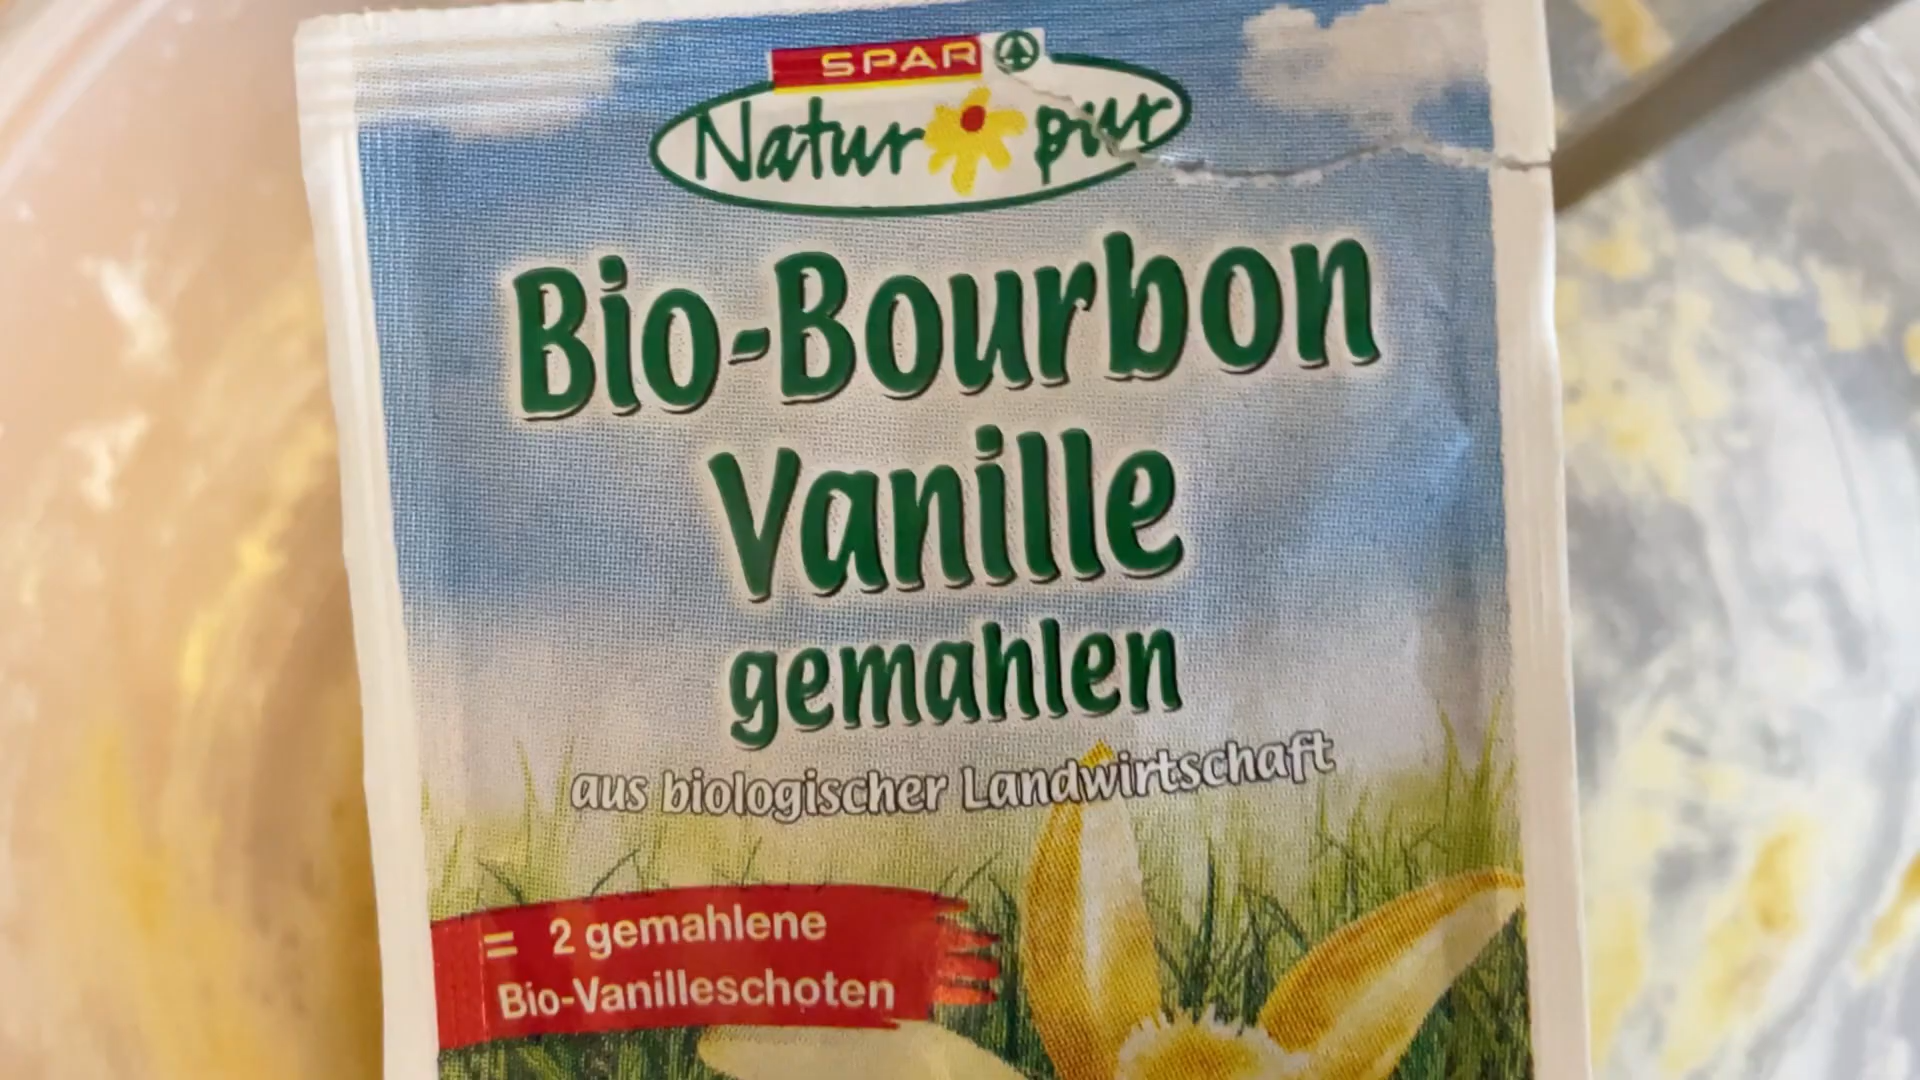 SPAR
Natur pur
Bio-Bourbon
Vanille
gemahlen
aus biologischer Landwirtschaft
= 2 gemahlene
Bio-Vanilleschoten